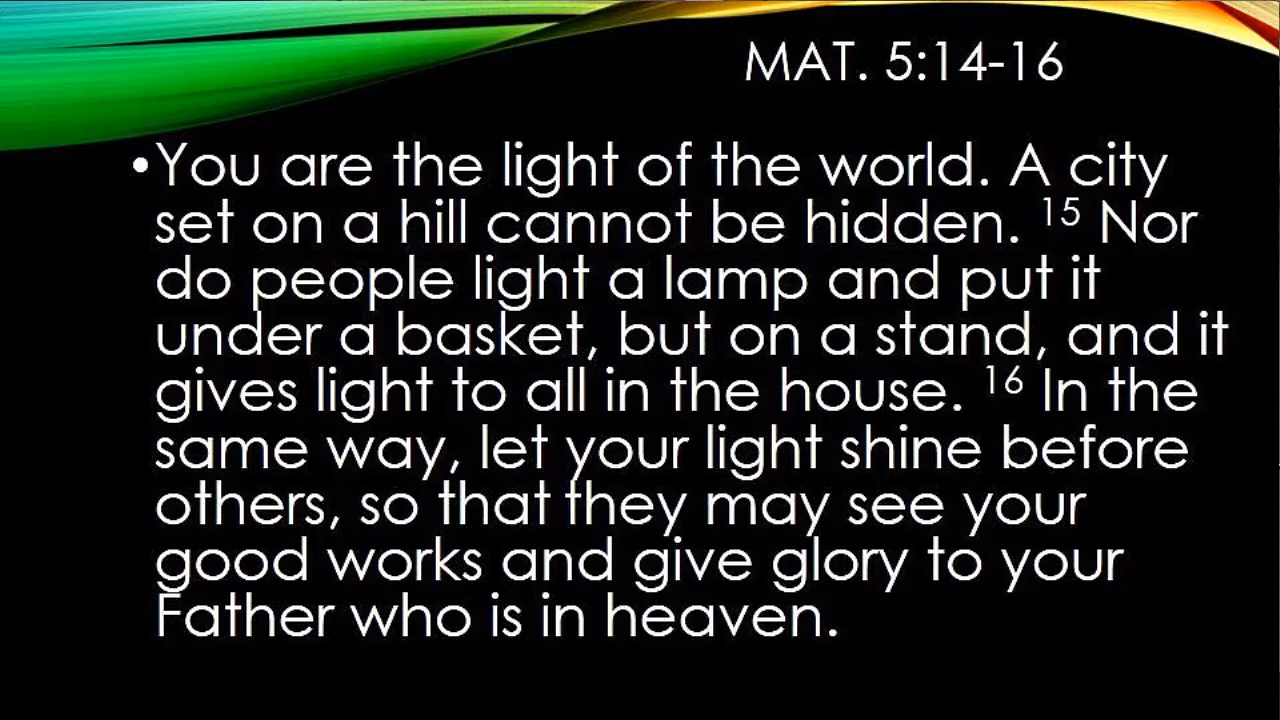 MAT. 5:14-16
•You are the light of the world. A city
set on a hill cannot be hidden. 15 Nor
do people light a lamp and put it
under a basket, but on a stand, and it
gives light to all in the house. 16 In the
same way, let your light shine before
others, so that they may see your
good works and give glory to your
Father who is in heaven.